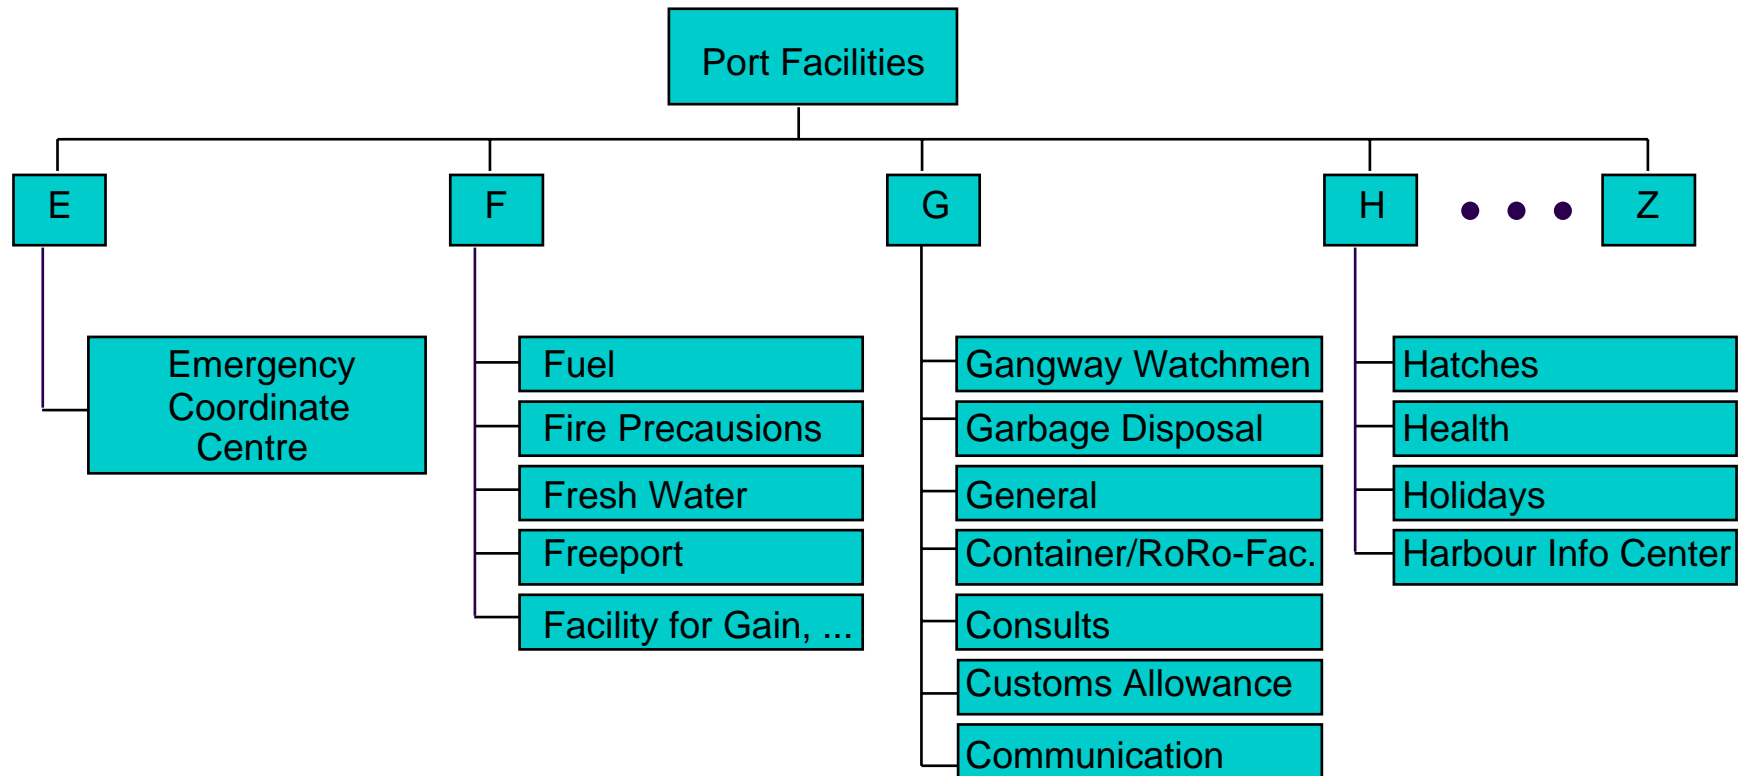 Port Facilities
E
F
G
H
Z
Emergency
Coordinate
Centre
Fuel
Fire Precausions
Fresh Water
Freeport
Facility for Gain, ...
Gangway Watchmen
Garbage Disposal
General
Container/RoRo-Fac.
Consults
Customs Allowance
Communication
Hatches
Health
Holidays
Harbour Info Center